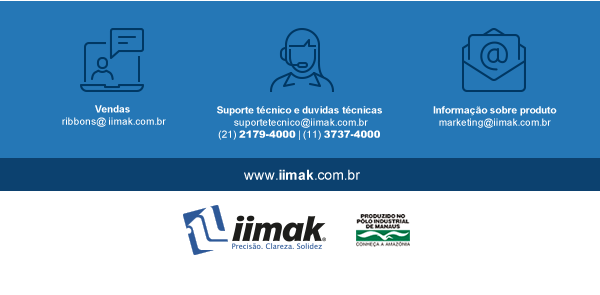 Vendas
ribbons@ iimak.com.br
Suporte técnico e duvidas técnicas
suportetecnico@iimak.com.br
(21) 2179-4000 | (11) 3737-4000
Informação sobre produto
marketing@iimak.com.br
www.iimak.com.br
iimak®
Precisão. Clareza. Solidez
PRODUZIDO NO
PÓLO INDUSTRIAL
DE MANAUS
CONHEÇA A AMAZÔNIA